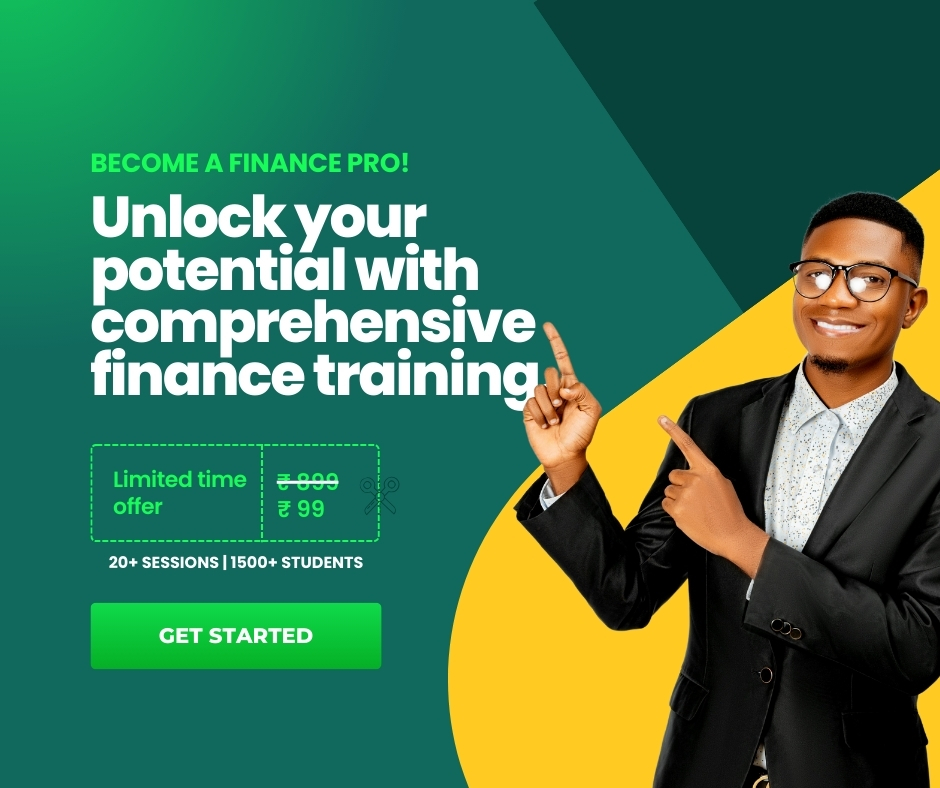 BECOME A FINANCE PRO!
Unlock your
potential with
comprehensive
finance training
Limited time
offer
₹ 899
₹ 99
20+ SESSIONS | 1500+ STUDENTS
GET STARTED